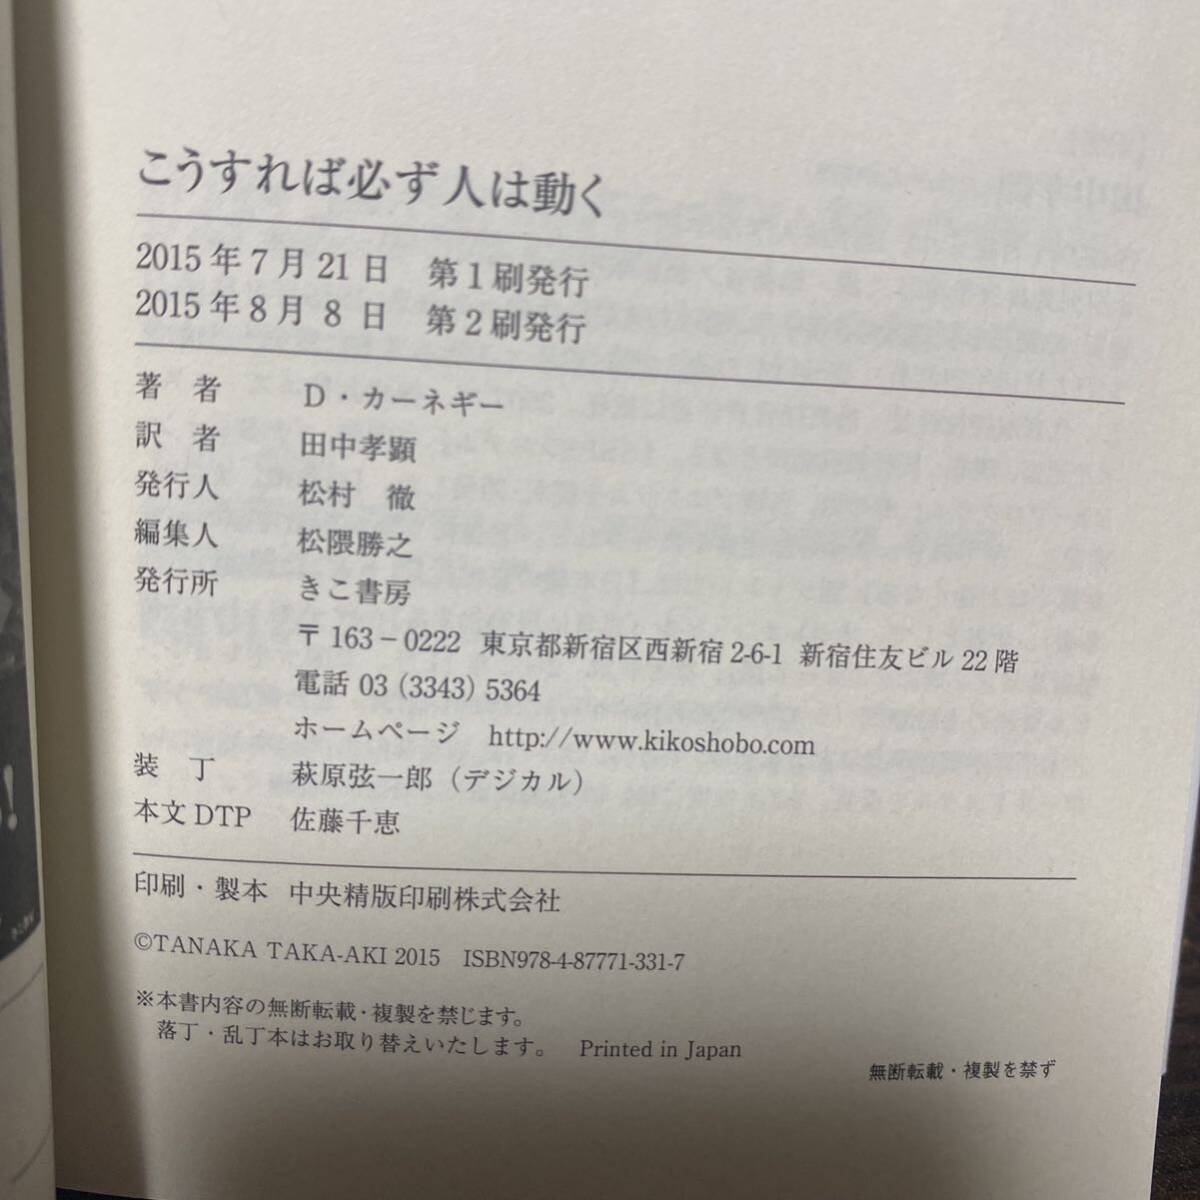 こうすれば必ず人は動く
2015年7月21日　第1刷発行
2015年8月8日　第2刷発行
著　者　D・カーネギー
訳　者　田中孝顕
発行人　松村　徹
編集人　松隈勝之
発行所　きこ書房
〒163−0222 東京都新宿区西新宿2-6-1 新宿住友ビル22階
電話 03 (3343) 5364
ホームページ　http://www.kikoshobo.com
装　丁　萩原弦一郎（デジカル）
本文DTP　佐藤千恵
印刷・製本　中央精版印刷株式会社
©TANAKA TAKA-AKI 2015　ISBN978-4-87771-331-7
※本書内容の無断転載・複製を禁じます。
落丁・乱丁本はお取り替えいたします。　Printed in Japan
無断転載・複製を禁ず